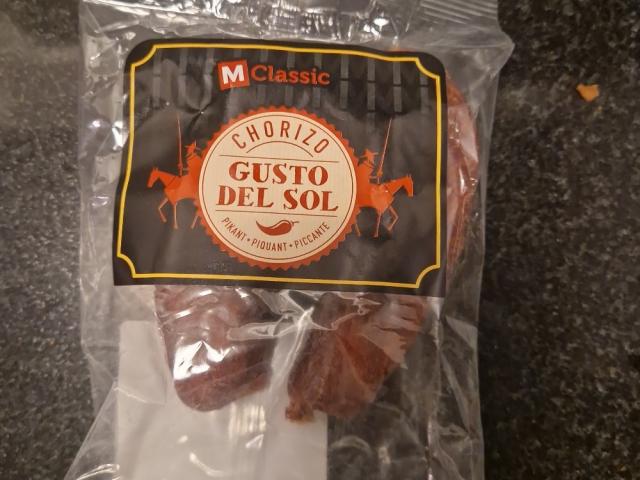 M Classic
CHORIZO
GUSTO
DEL SOL
PIKANT • PIQUANT • PICCANTE